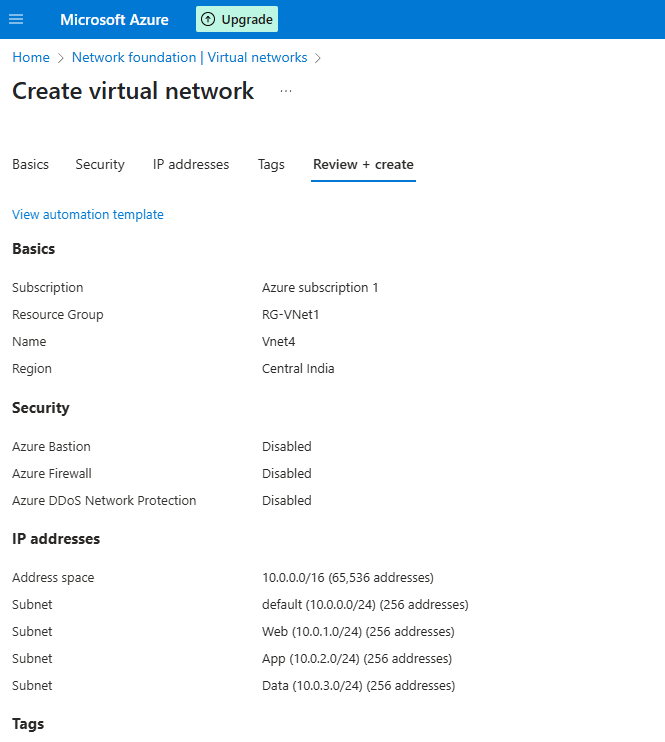 Microsoft Azure Upgrade
Home > Network foundation | Virtual networks >
Create virtual network ...
Basics Security IP addresses Tags Review + create
View automation template
Basics
Subscription Azure subscription 1
Resource Group RG-VNet1
Name Vnet4
Region Central India
Security
Azure Bastion Disabled
Azure Firewall Disabled
Azure DDoS Network Protection Disabled
IP addresses
Address space 10.0.0.0/16 (65,536 addresses)
Subnet default (10.0.0.0/24) (256 addresses)
Subnet Web (10.0.1.0/24) (256 addresses)
Subnet App (10.0.2.0/24) (256 addresses)
Subnet Data (10.0.3.0/24) (256 addresses)
Tags